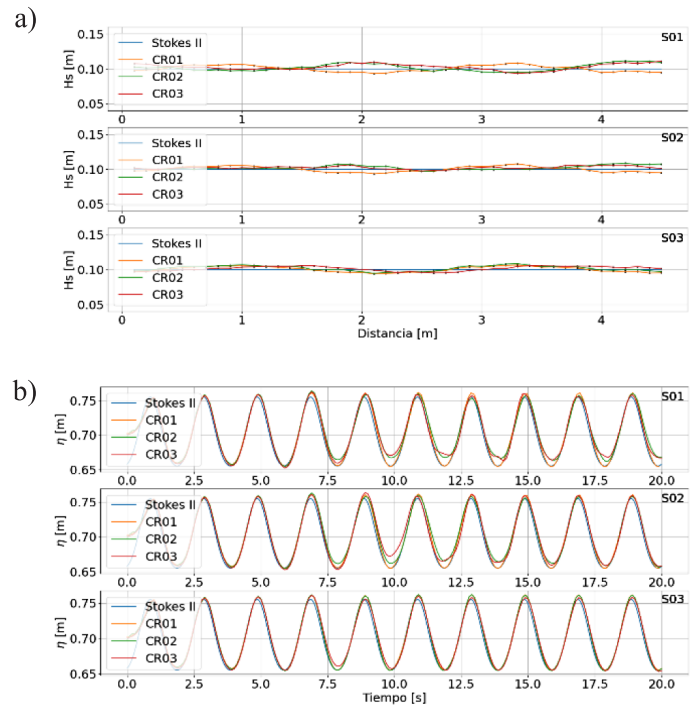 a)
0.15
0.10
0.05
Hs [m]
Stokes II
CR01
CR02
CR03
S01
0 1 2 3 4
0.15
0.10
0.05
Hs [m]
Stokes II
CR01
CR02
CR03
S02
0 1 2 3 4
0.15
0.10
0.05
Hs [m]
Stokes II
CR01
CR02
CR03
S03
0 1 2 3 4
Distancia [m]
b)
0.75
0.70
0.65
η [m]
Stokes II
CR01
CR02
CR03
S01
0.0 2.5 5.0 7.5 10.0 12.5 15.0 17.5 20.0
0.75
0.70
0.65
η [m]
Stokes II
CR01
CR02
CR03
S02
0.0 2.5 5.0 7.5 10.0 12.5 15.0 17.5 20.0
0.75
0.70
0.65
η [m]
Stokes II
CR01
CR02
CR03
S03
0.0 2.5 5.0 7.5 10.0 12.5 15.0 17.5 20.0
Tiempo [s]